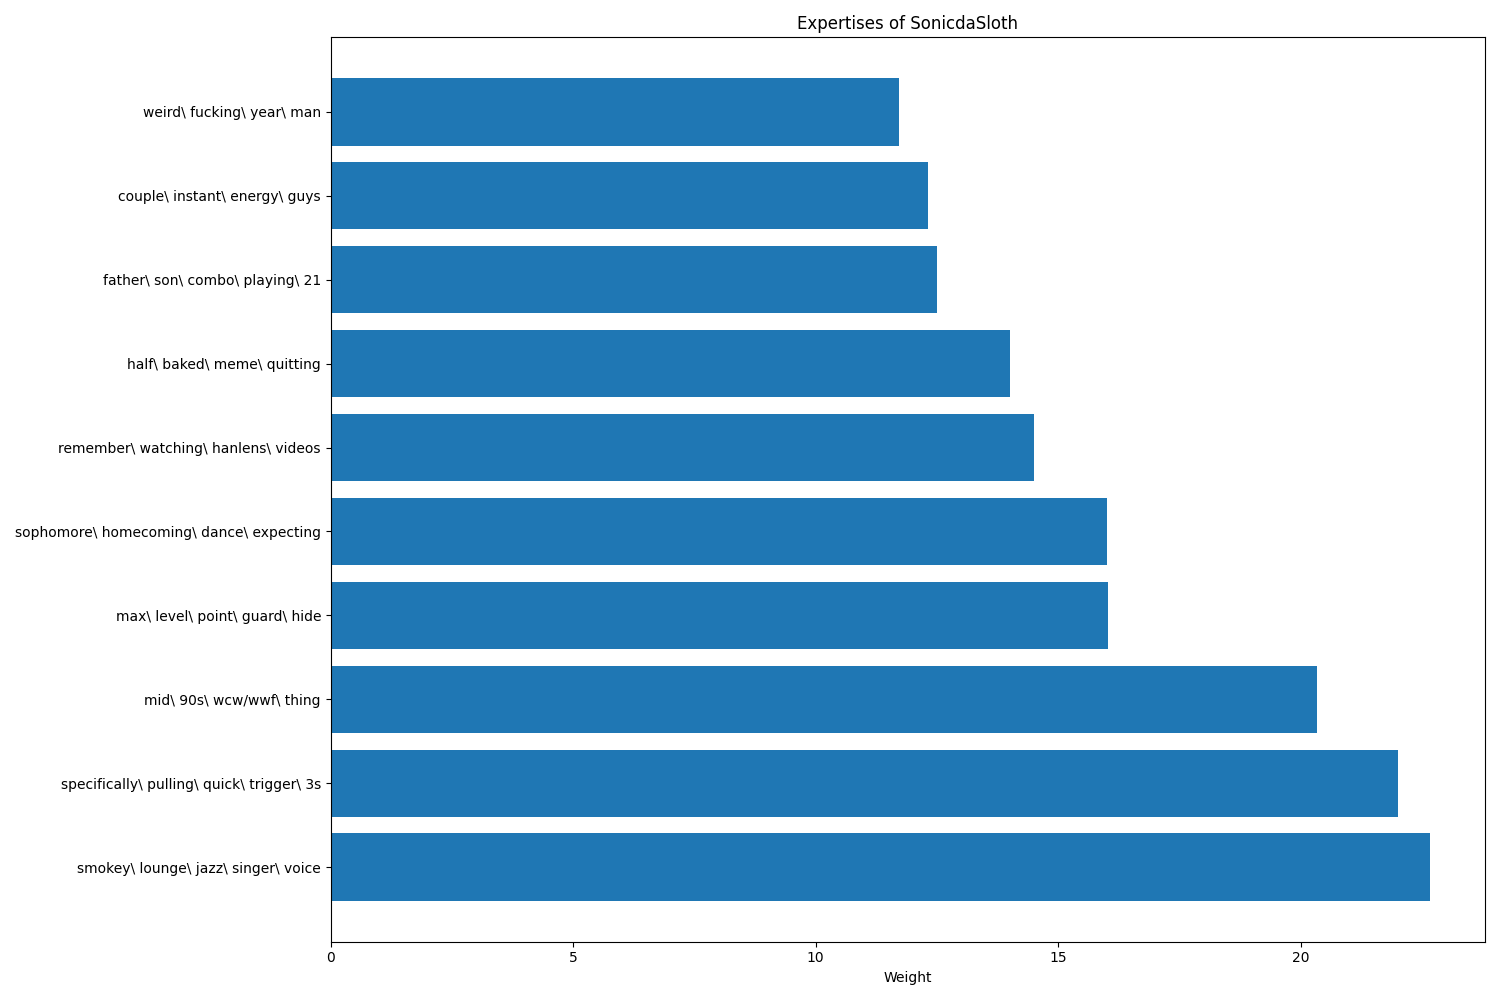 Expertises of SonicdaSloth
weird\ fucking\ year\ man
couple\ instant\ energy\ guys
father\ son\ combo\ playing\ 21
half\ baked\ meme\ quitting
remember\ watching\ hanlens\ videos
sophomore\ homecoming\ dance\ expecting
max\ level\ point\ guard\ hide
mid\ 90s\ wcw/wwf\ thing
specifically\ pulling\ quick\ trigger\ 3s
smokey\ lounge\ jazz\ singer\ voice
0 5 10 15 20
Weight